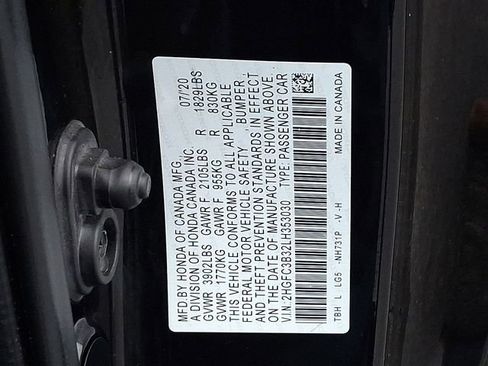 MFD BY HONDA OF CANADA MFG. 07/20
A DIVISION OF HONDA CANADA INC.
GVWR 3902LBS GAWR F 2105LBS R 1829LBS
GVWR 1770KG GAWR F 955KG R 830KG
THIS VEHICLE CONFORMS TO ALL APPLICABLE
FEDERAL MOTOR VEHICLE SAFETY, BUMPER,
AND THEFT PREVENTION STANDARDS IN EFFECT
ON THE DATE OF MANUFACTURE SHOWN ABOVE.
V.I.N: 2HGFC3B32LH353030 TYPE: PASSENGER CAR
TBH L LG5 -NH731P -V-H MADE IN CANADA